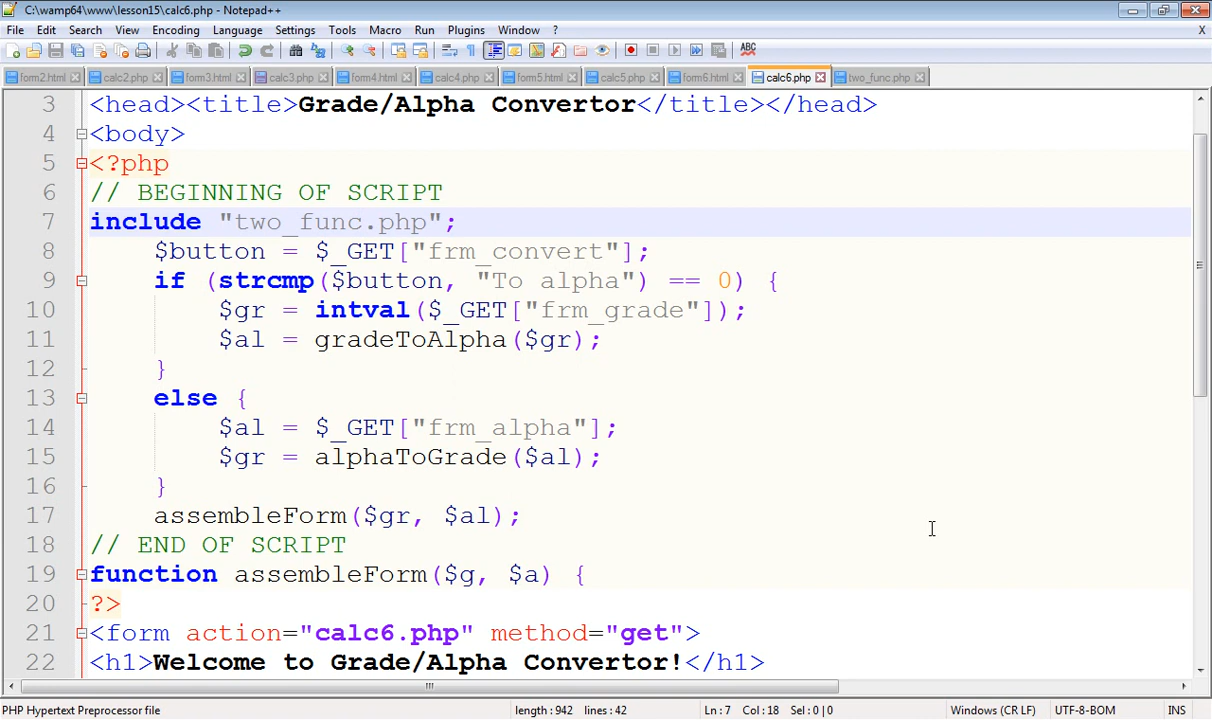 C:\wamp64\www\lesson15\calc6.php - Notepad++
File Edit Search View Encoding Language Settings Tools Macro Run Plugins Window ? X
ABC
form2.html calc2.php form3.html calc3.php form4.html calc4.php form5.html calc5.php form6.html calc6.php two_func.php
3 <head><title>Grade/Alpha Convertor</title></head>
4 <body>
5 <?php
6 // BEGINNING OF SCRIPT
7 include "two_func.php";
8 $button = $_GET["frm_convert"];
9 if (strcmp($button, "To alpha") == 0) {
10 $gr = intval($_GET["frm_grade"]);
11 $al = gradeToAlpha($gr);
12 }
13 else {
14 $al = $_GET["frm_alpha"];
15 $gr = alphaToGrade($al);
16 }
17 assembleForm($gr, $al);
18 // END OF SCRIPT
19 function assembleForm($g, $a) {
20 ?>
21 <form action="calc6.php" method="get">
22 <h1>Welcome to Grade/Alpha Convertor!</h1>
PHP Hypertext Preprocessor file length : 942 lines : 42 Ln : 7 Col : 18 Sel : 0 | 0 Windows (CR LF) UTF-8-BOM INS